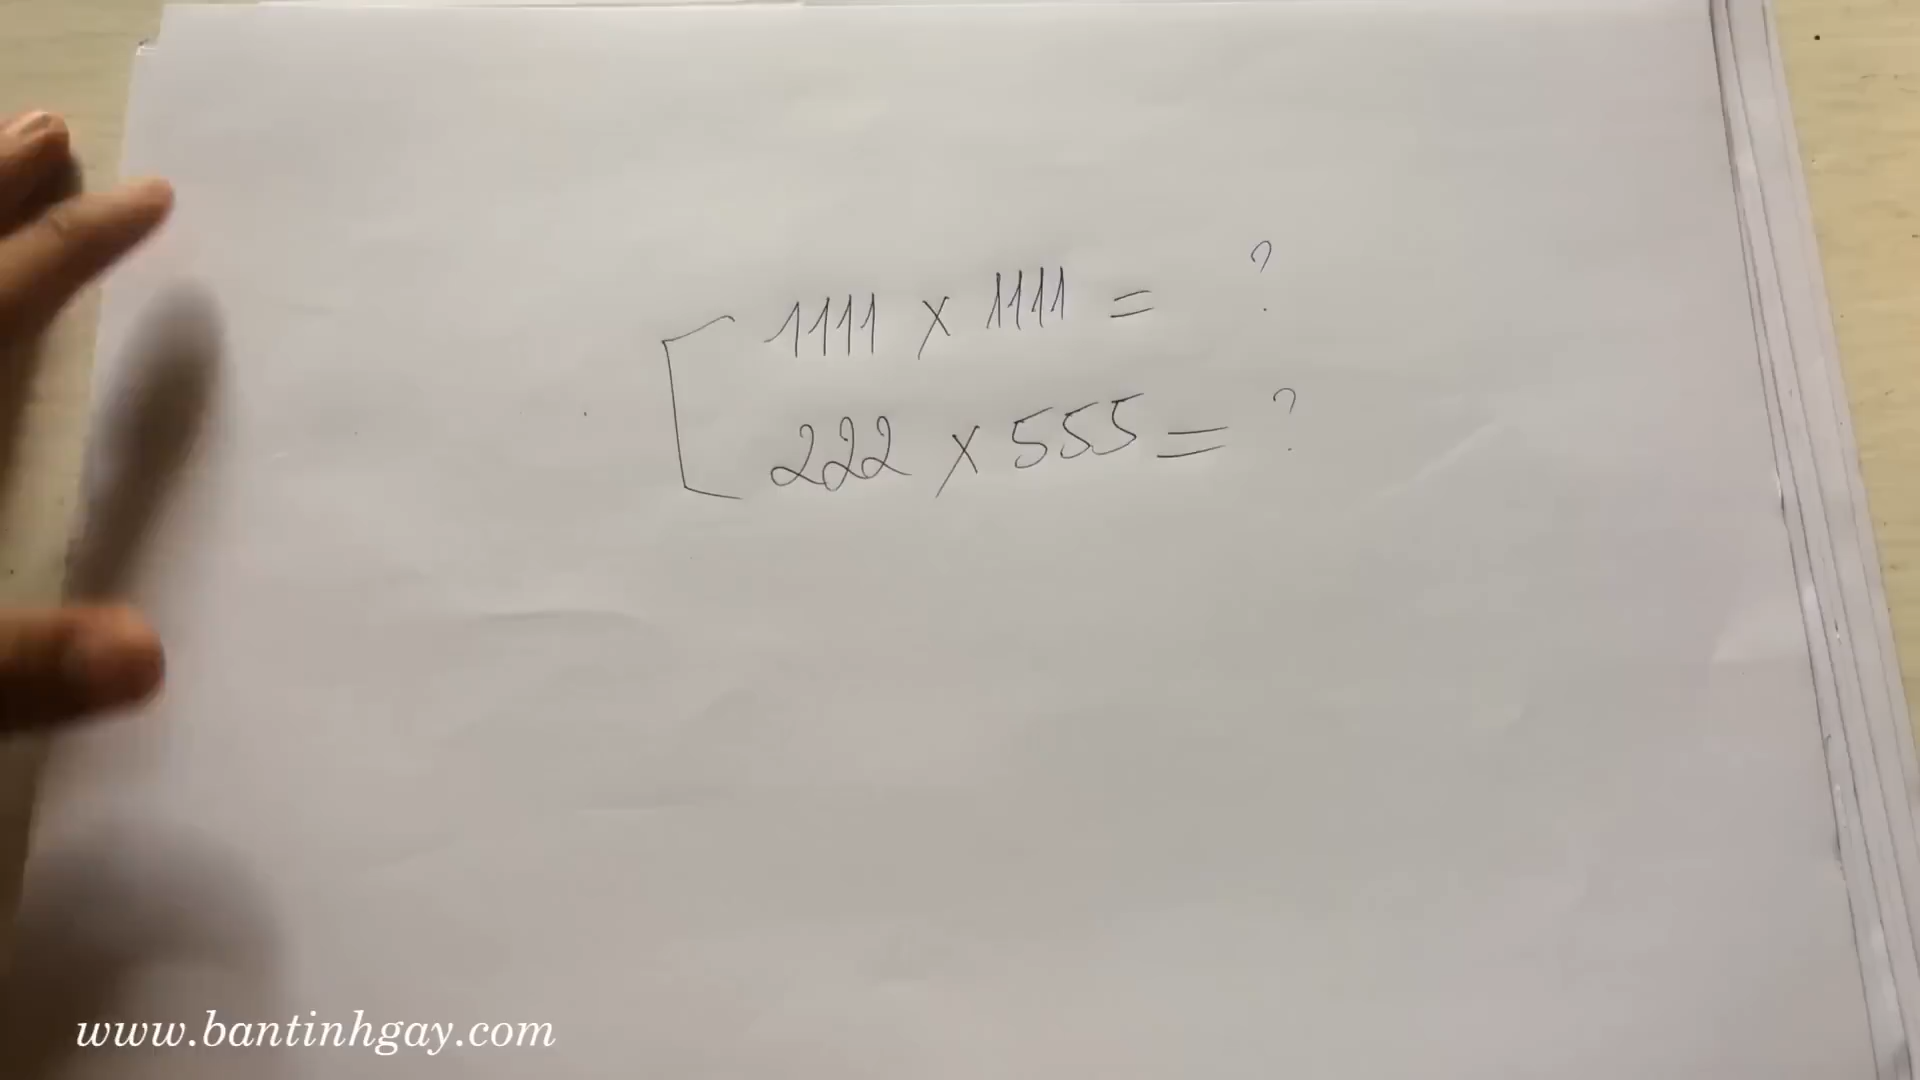 1111 x 1111 = ?
222 x 555 = ?
www.bantinhgay.com